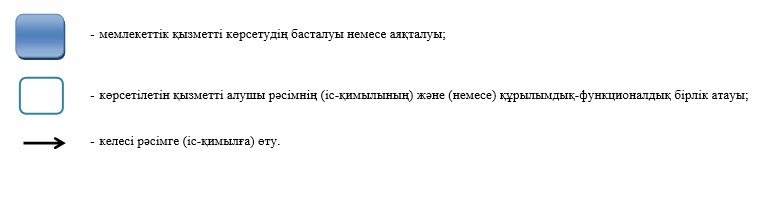 - мемлекеттік қызметті көрсетудің басталуы немесе аяқталуы;
- көрсетілетін қызметті алушы рәсімнің (іс-қимылының) және (немесе) құрылымдық-функционалдық бірлік атауы;
- келесі рәсімге (іс-қимылға) өту.